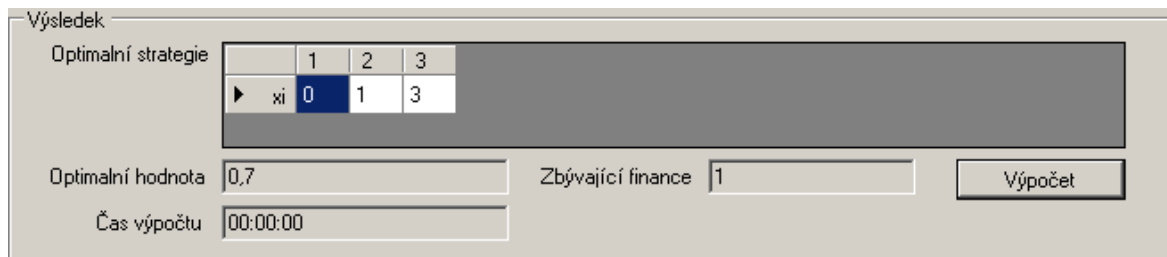 Výsledek
Optimalní strategie
1 2 3
xi 0 1 3
Optimalní hodnota 0,7 Zbývající finance 1 Výpočet
Čas výpočtu 00:00:00